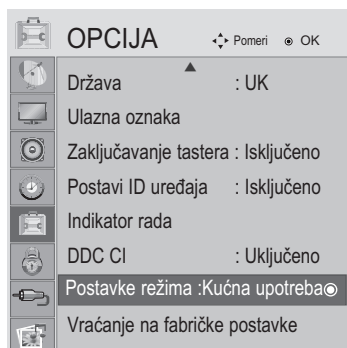 OPCIJA Pomeri OK
Država : UK
Ulazna oznaka
Zaključavanje tastera : Isključeno
Postavi ID uređaja : Isključeno
Indikator rada
DDC CI : Uključeno
Postavke režima :Kućna upotreba
Vraćanje na fabričke postavke